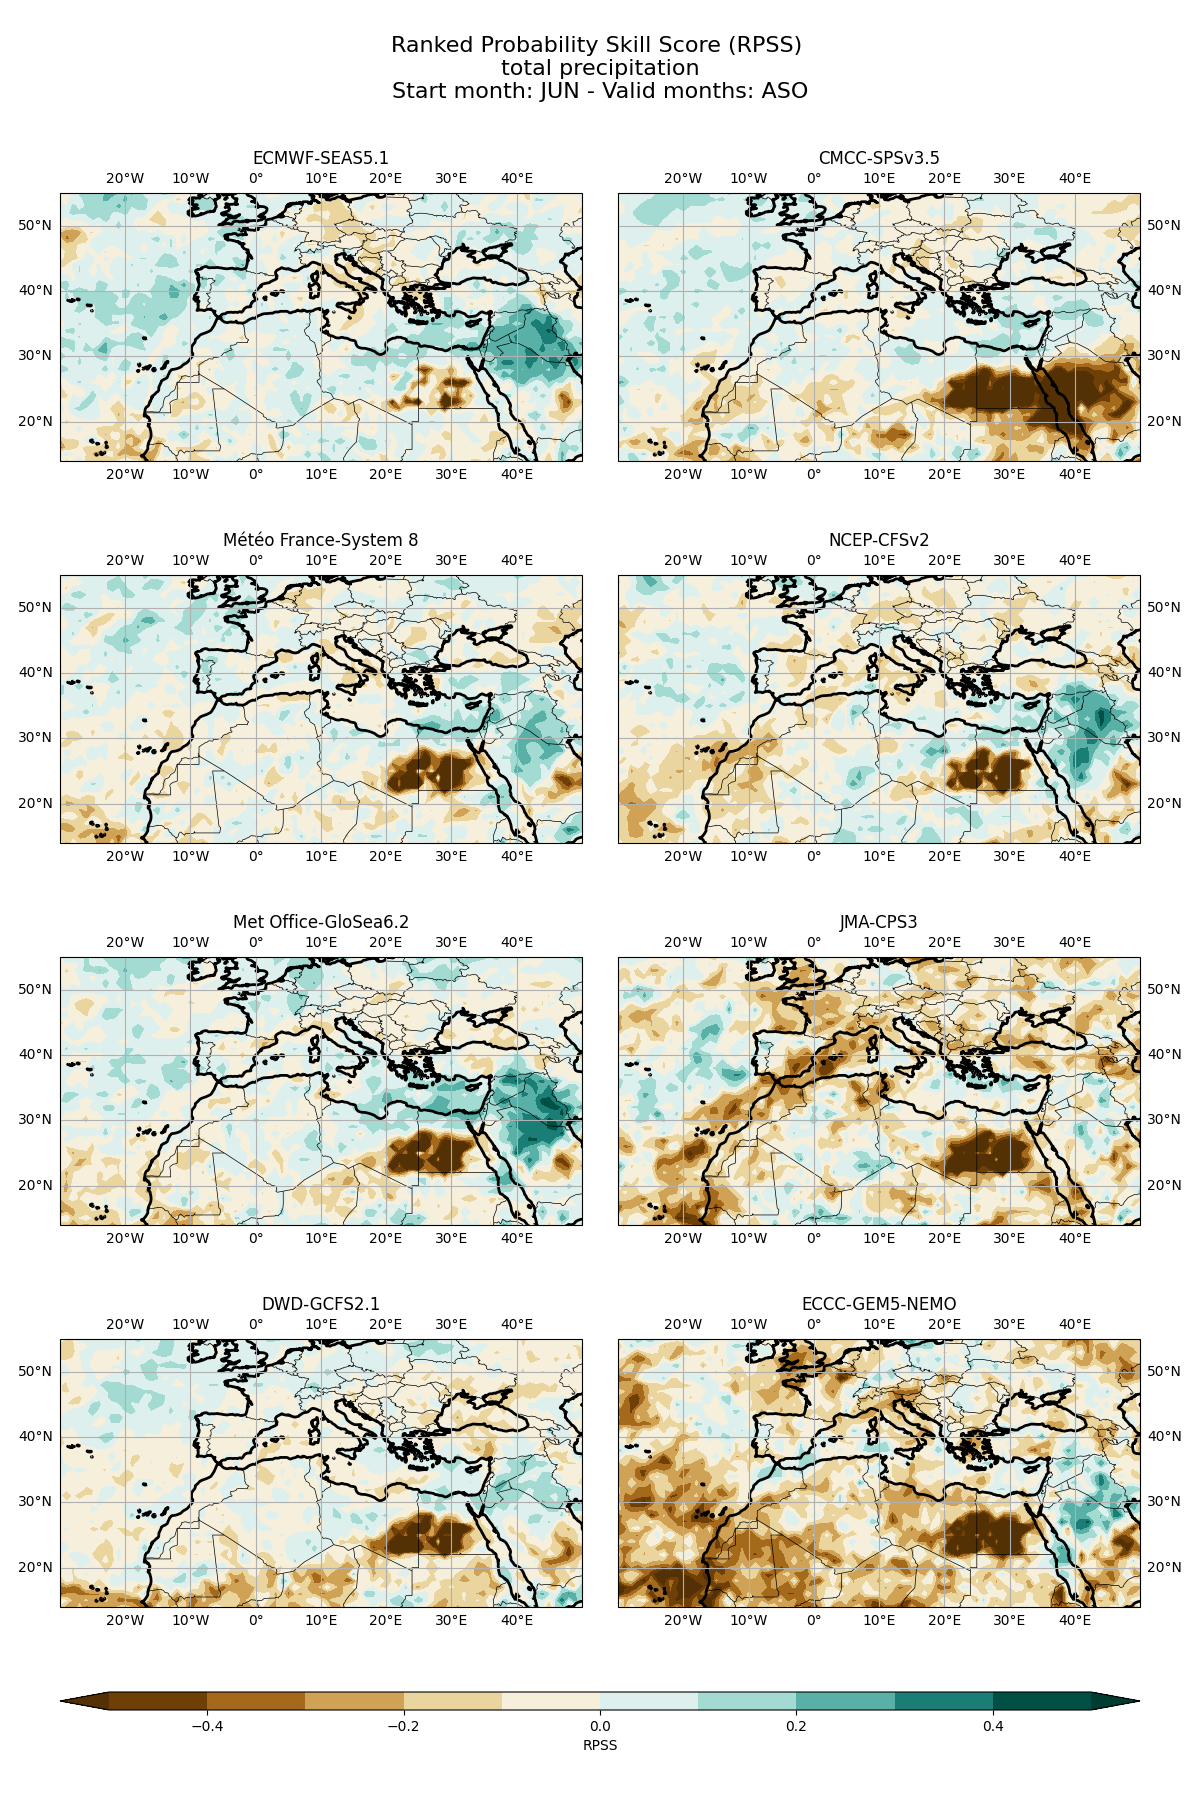 Ranked Probability Skill Score (RPSS)
total precipitation
Start month: JUN - Valid months: ASO
ECMWF-SEAS5.1
20°W 10°W 0° 10°E 20°E 30°E 40°E
50°N
40°N
30°N
20°N
20°W 10°W 0° 10°E 20°E 30°E 40°E
CMCC-SPSv3.5
20°W 10°W 0° 10°E 20°E 30°E 40°E
50°N
40°N
30°N
20°N
20°W 10°W 0° 10°E 20°E 30°E 40°E
Météo France-System 8
20°W 10°W 0° 10°E 20°E 30°E 40°E
50°N
40°N
30°N
20°N
20°W 10°W 0° 10°E 20°E 30°E 40°E
NCEP-CFSv2
20°W 10°W 0° 10°E 20°E 30°E 40°E
50°N
40°N
30°N
20°N
20°W 10°W 0° 10°E 20°E 30°E 40°E
Met Office-GloSea6.2
20°W 10°W 0° 10°E 20°E 30°E 40°E
50°N
40°N
30°N
20°N
20°W 10°W 0° 10°E 20°E 30°E 40°E
JMA-CPS3
20°W 10°W 0° 10°E 20°E 30°E 40°E
50°N
40°N
30°N
20°N
20°W 10°W 0° 10°E 20°E 30°E 40°E
DWD-GCFS2.1
20°W 10°W 0° 10°E 20°E 30°E 40°E
50°N
40°N
30°N
20°N
20°W 10°W 0° 10°E 20°E 30°E 40°E
ECCC-GEM5-NEMO
20°W 10°W 0° 10°E 20°E 30°E 40°E
50°N
40°N
30°N
20°N
20°W 10°W 0° 10°E 20°E 30°E 40°E
−0.4 −0.2 0.0 0.2 0.4
RPSS